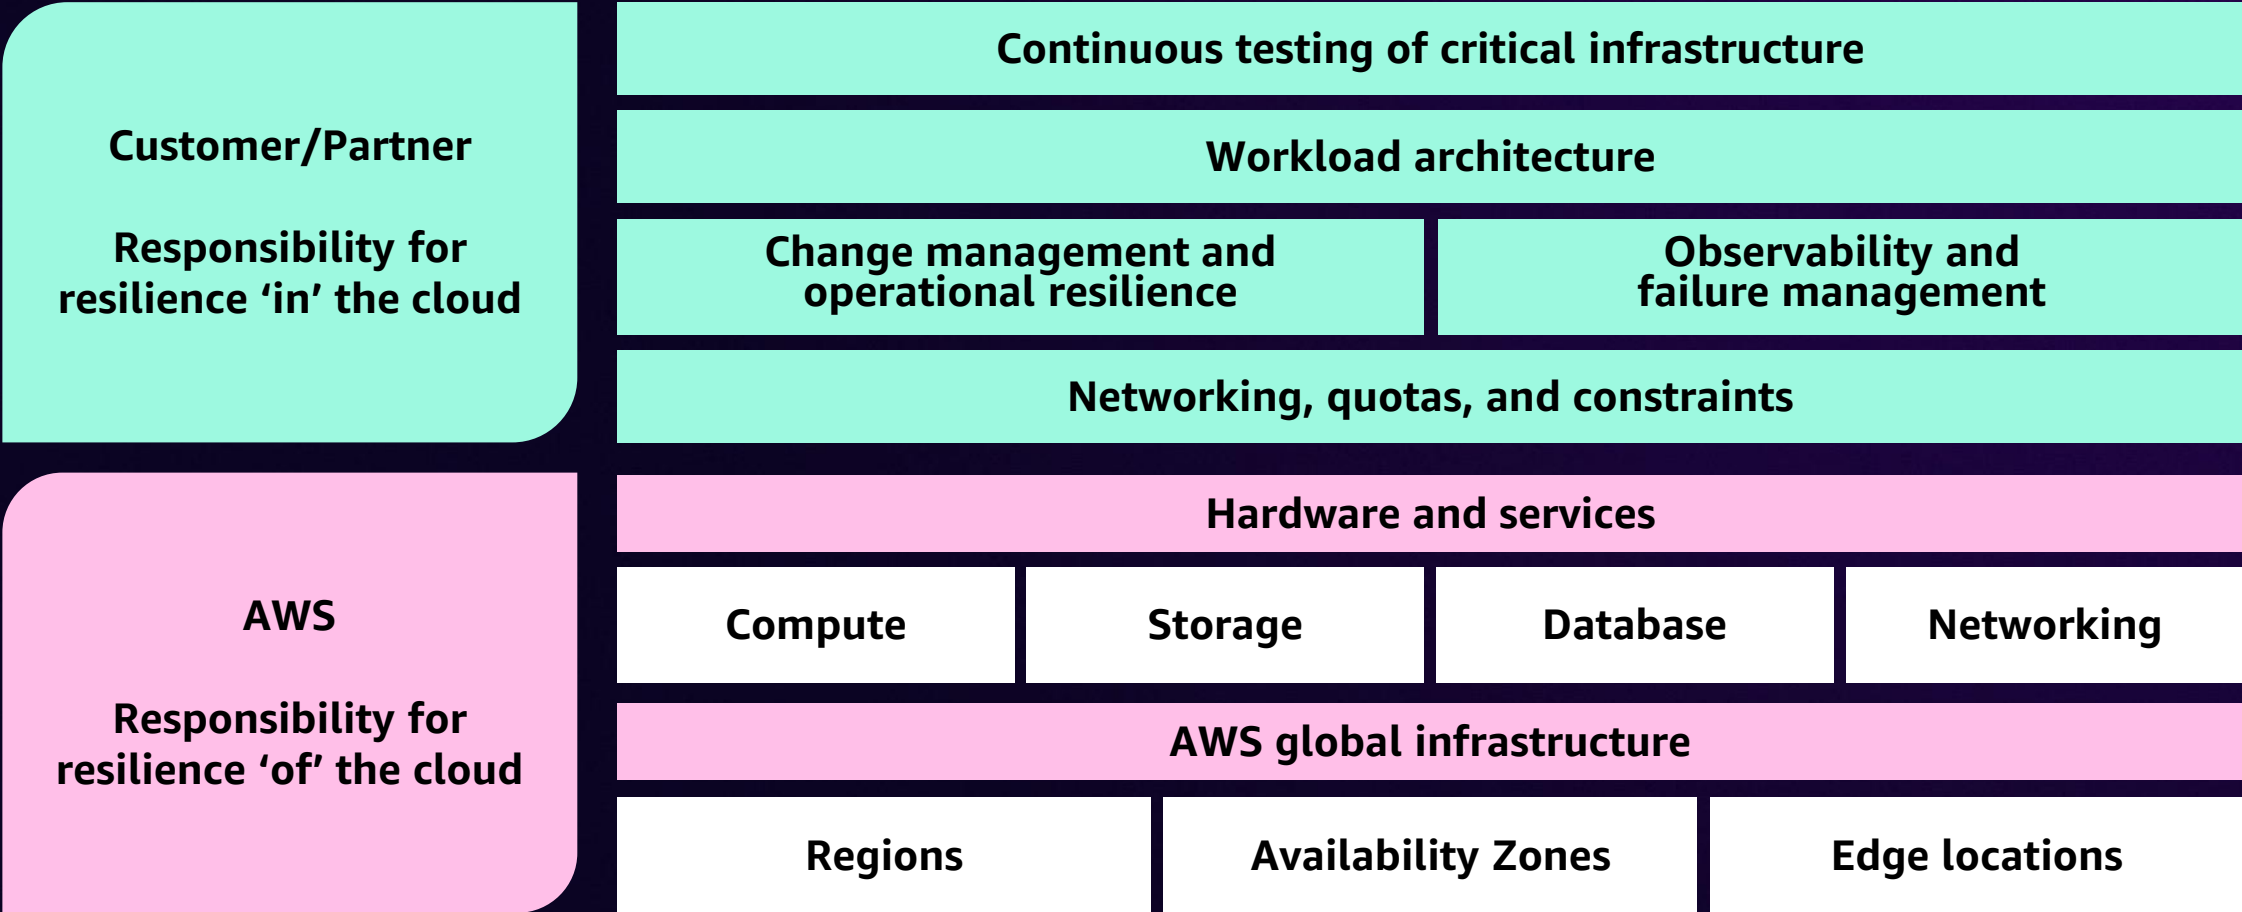 Customer/Partner
Responsibility for
resilience ‘in’ the cloud
Continuous testing of critical infrastructure
Workload architecture
Change management and
operational resilience
Observability and
failure management
Networking, quotas, and constraints
AWS
Responsibility for
resilience ‘of’ the cloud
Hardware and services
Compute
Storage
Database
Networking
AWS global infrastructure
Regions
Availability Zones
Edge locations